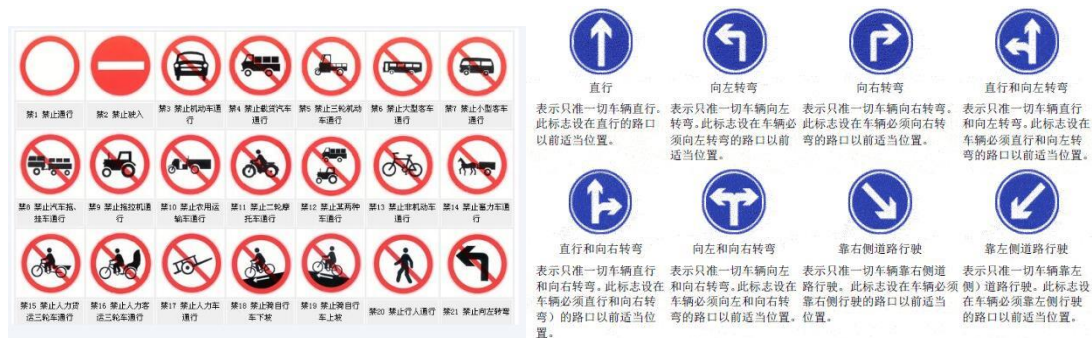 禁1 禁止通行
禁2 禁止驶入
禁3 禁止机动车通
行
禁4 禁止载货汽车
通行
禁5 禁止三轮机动
车通行
禁6 禁止大型客车
通行
禁7 禁止小型客车
通行
禁8 禁止汽车拖、
挂车通行
禁9 禁止拖拉机通
行
禁10 禁止农用运
输车通行
禁11 禁止二轮摩
托车通行
禁12 禁止某两种
车通行
禁13 禁止非机动
车通行
禁14 禁止畜力车通
行
禁15 禁止人力货
运三轮车通行
禁16 禁止人力客
运三轮车通行
禁17 禁止人力车
通行
禁18 禁止骑自行
车下坡
禁19 禁止骑自行
车上坡
禁20 禁止行人通行
禁21 禁止向左转弯
直行
表示只准一切车辆直行。
此标志设在直行的路口
以前适当位置。
向左转弯
表示只准一切车辆向左
转弯。此标志设在车辆必
须向左转弯的路口以前
适当位置。
向右转弯
表示只准一切车辆向右转弯。
此标志设在车辆必须向右转
弯的路口以前适当位置。
直行和向左转弯
表示只准一切车辆直行
和向左转弯。此标志设在
车辆必须直行和向左转
弯的路口以前适当位置。
直行和向右转弯
表示只准一切车辆直行
和向右转弯。此标志设在
车辆必须直行和向右转
弯）的路口以前适当位
置。
向左和向右转弯
表示只准一切车辆向左
和向右转弯。此标志设在
车辆必须向左和向右转
弯的路口以前适当位置。
靠右侧道路行驶
表示只准一切车辆靠右侧道
路行驶。此标志设在车辆必须
靠右侧行驶的路口以前适当
位置。
靠左侧道路行驶
表示只准一切车辆靠左
侧）道路行驶。此标志设
在车辆必须靠左侧行驶
的路口以前适当位置。